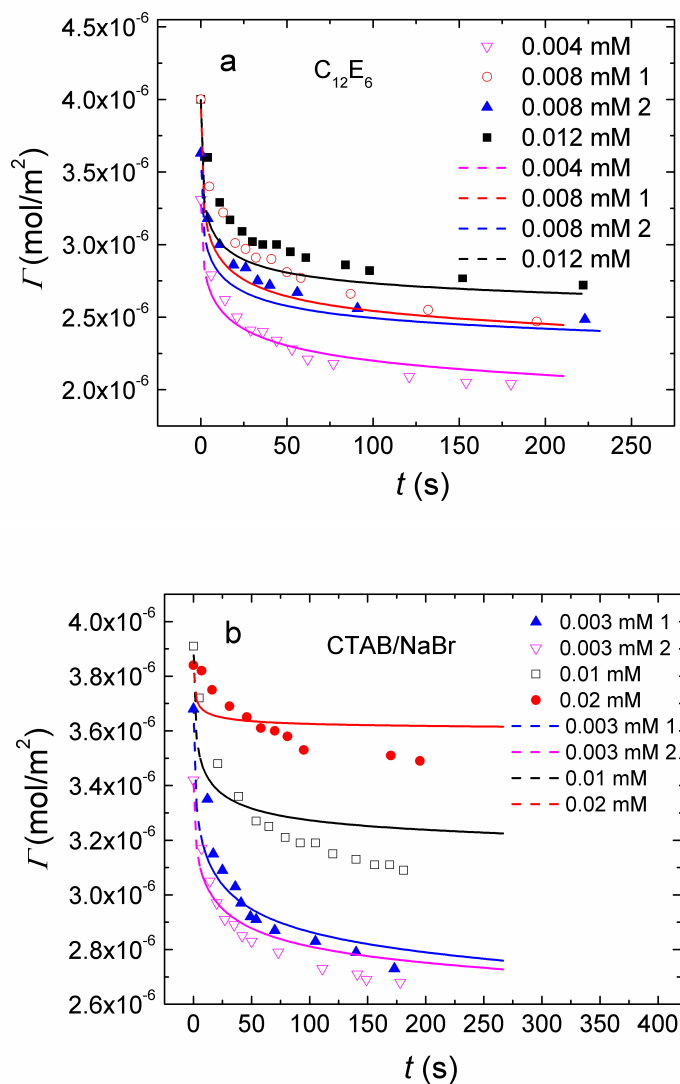 a
C₁₂E₆
0.004 mM
0.008 mM 1
0.008 mM 2
0.012 mM
0.004 mM
0.008 mM 1
0.008 mM 2
0.012 mM
4.0x10⁻⁶
3.5x10⁻⁶
3.0x10⁻⁶
2.5x10⁻⁶
2.0x10⁻⁶
Γ (mol/m²)
0 50 100 150 200 250
t (s)
b
CTAB/NaBr
0.003 mM 1
0.003 mM 2
0.01 mM
0.02 mM
0.003 mM 1
0.003 mM 2
0.01 mM
0.02 mM
4.0x10⁻⁶
3.8x10⁻⁶
3.6x10⁻⁶
3.4x10⁻⁶
3.2x10⁻⁶
3.0x10⁻⁶
2.8x10⁻⁶
2.6x10⁻⁶
Γ (mol/m²)
0 50 100 150 200 250 300 350 400
t (s)